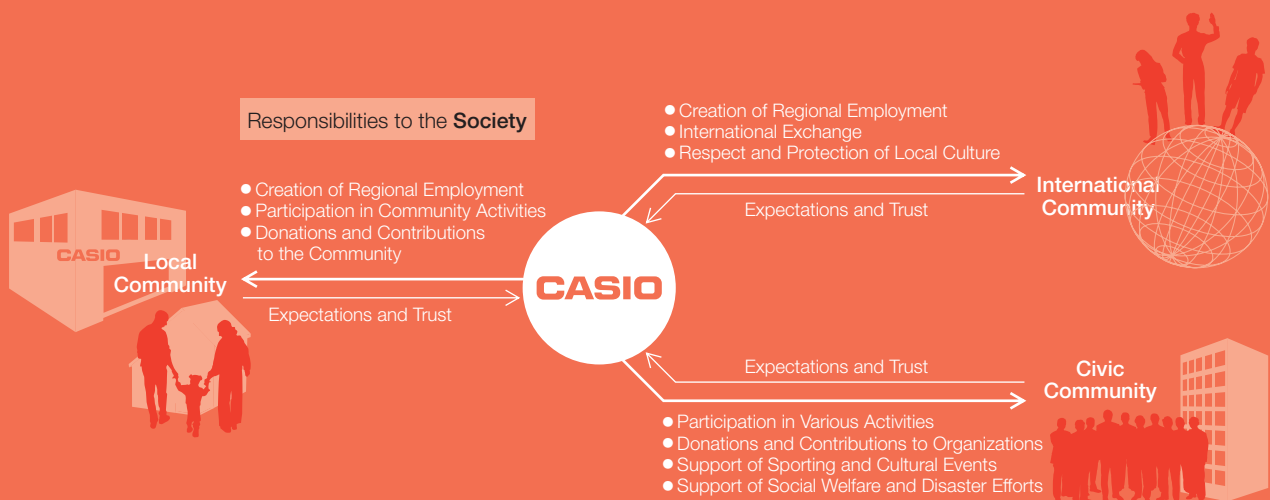 Responsibilities to the Society
● Creation of Regional Employment
● Participation in Community Activities
● Donations and Contributions
to the Community
CASIO
Local
Community
Expectations and Trust
CASIO
● Creation of Regional Employment
● International Exchange
● Respect and Protection of Local Culture
Expectations and Trust
International
Community
Expectations and Trust
Civic
Community
● Participation in Various Activities
● Donations and Contributions to Organizations
● Support of Sporting and Cultural Events
● Support of Social Welfare and Disaster Efforts